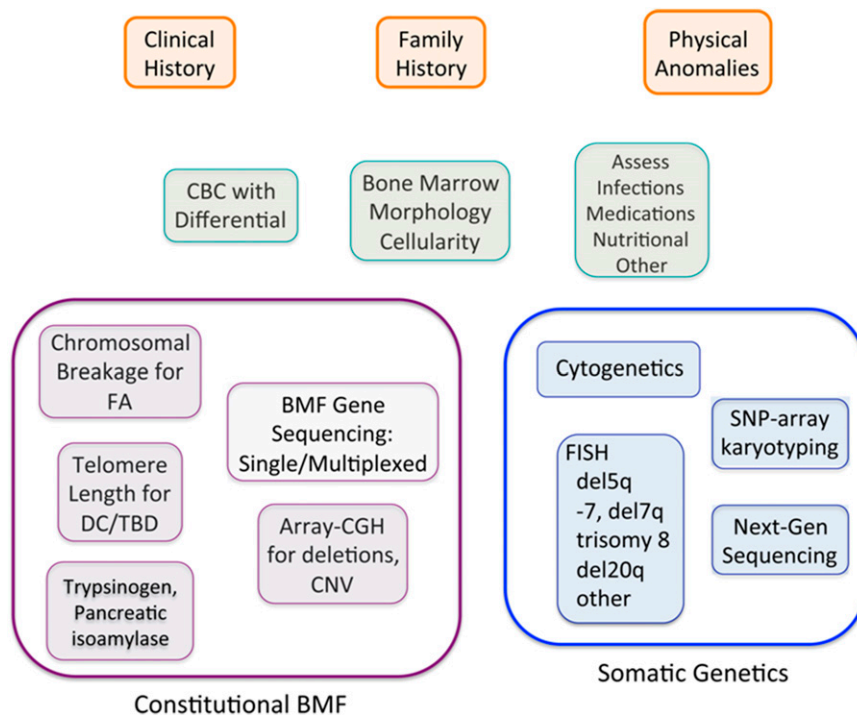 Clinical
History
Family
History
Physical
Anomalies
CBC with
Differential
Bone Marrow
Morphology
Cellularity
Assess
Infections
Medications
Nutritional
Other
Chromosomal
Breakage for
FA
Telomere
Length for
DC/TBD
Trypsinogen,
Pancreatic
isoamylase
BMF Gene
Sequencing:
Single/Multiplexed
Array-CGH
for deletions,
CNV
Constitutional BMF
Cytogenetics
FISH
del5q
-7, del7q
trisomy 8
del20q
other
SNP-array
karyotyping
Next-Gen
Sequencing
Somatic Genetics